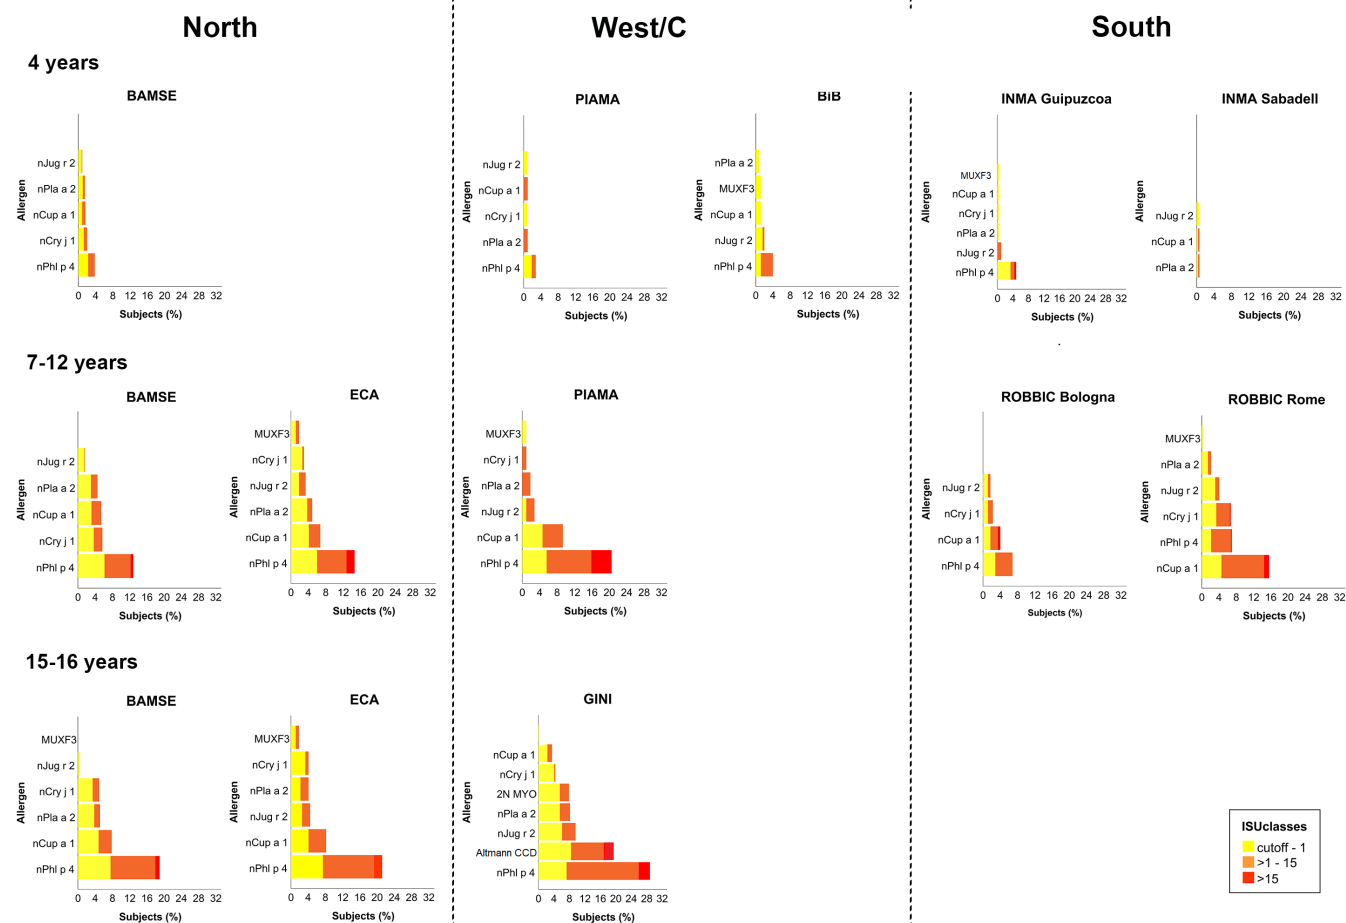 North
West/C
South
4 years
BAMSE
Allergen
nJug r 2
nPla a 2
nCup a 1
nCry j 1
nPhl p 4
0 4 8 12 16 20 24 28 32
Subjects (%)
PIAMA
Allergen
nJug r 2
nCup a 1
nCry j 1
nPla a 2
nPhl p 4
0 4 8 12 16 20 24 28 32
Subjects (%)
BiB
Allergen
nPla a 2
MUXF3
nCup a 1
nJug r 2
nPhl p 4
0 4 8 12 16 20 24 28 32
Subjects (%)
INMA Guipuzcoa
Allergen
MUXF3
nCup a 1
nCry j 1
nPla a 2
nJug r 2
nPhl p 4
0 4 8 12 16 20 24 28 32
Subjects (%)
INMA Sabadell
Allergen
nJug r 2
nCup a 1
nPla a 2
0 4 8 12 16 20 24 28 32
Subjects (%)
7-12 years
BAMSE
Allergen
nJug r 2
nPla a 2
nCup a 1
nCry j 1
nPhl p 4
0 4 8 12 16 20 24 28 32
Subjects (%)
ECA
Allergen
MUXF3
nCry j 1
nJug r 2
nPla a 2
nCup a 1
nPhl p 4
0 4 8 12 16 20 24 28 32
Subjects (%)
PIAMA
Allergen
MUXF3
nCry j 1
nPla a 2
nJug r 2
nCup a 1
nPhl p 4
0 4 8 12 16 20 24 28 32
Subjects (%)
ROBBIC Bologna
Allergen
nJug r 2
nCry j 1
nCup a 1
nPhl p 4
0 4 8 12 16 20 24 28 32
Subjects (%)
ROBBIC Rome
Allergen
MUXF3
nPla a 2
nJug r 2
nCry j 1
nPhl p 4
nCup a 1
0 4 8 12 16 20 24 28 32
Subjects (%)
15-16 years
BAMSE
Allergen
MUXF3
nJug r 2
nCry j 1
nPla a 2
nCup a 1
nPhl p 4
0 4 8 12 16 20 24 28 32
Subjects (%)
ECA
Allergen
MUXF3
nCry j 1
nPla a 2
nJug r 2
nCup a 1
nPhl p 4
0 4 8 12 16 20 24 28 32
Subjects (%)
GINI
Allergen
nCup a 1
nCry j 1
2N MYO
nPla a 2
nJug r 2
Altmann CCD
nPhl p 4
0 4 8 12 16 20 24 28 32
Subjects (%)
ISUclasses
cutoff - 1
>1 - 15
>15